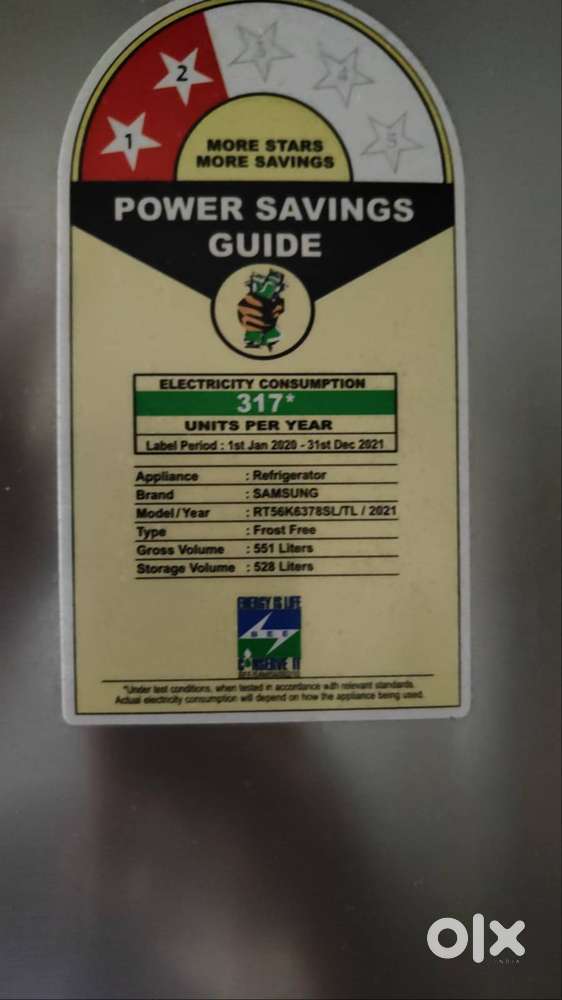 1 2 3 4 5
MORE STARS
MORE SAVINGS
POWER SAVINGS
GUIDE
ELECTRICITY CONSUMPTION
317*
UNITS PER YEAR
Label Period : 1st Jan 2020 - 31st Dec 2021
Appliance : Refrigerator
Brand : SAMSUNG
Model/Year : RT56K6378SL/TL / 2021
Type : Frost Free
Gross Volume : 551 Liters
Storage Volume : 528 Liters
ENERGY IS LIFE
BEE
CONSERVE IT
*Under test conditions, when tested in accordance with relevant standards.
Actual electricity consumption will depend on how the appliance being used.
olx
INDIA